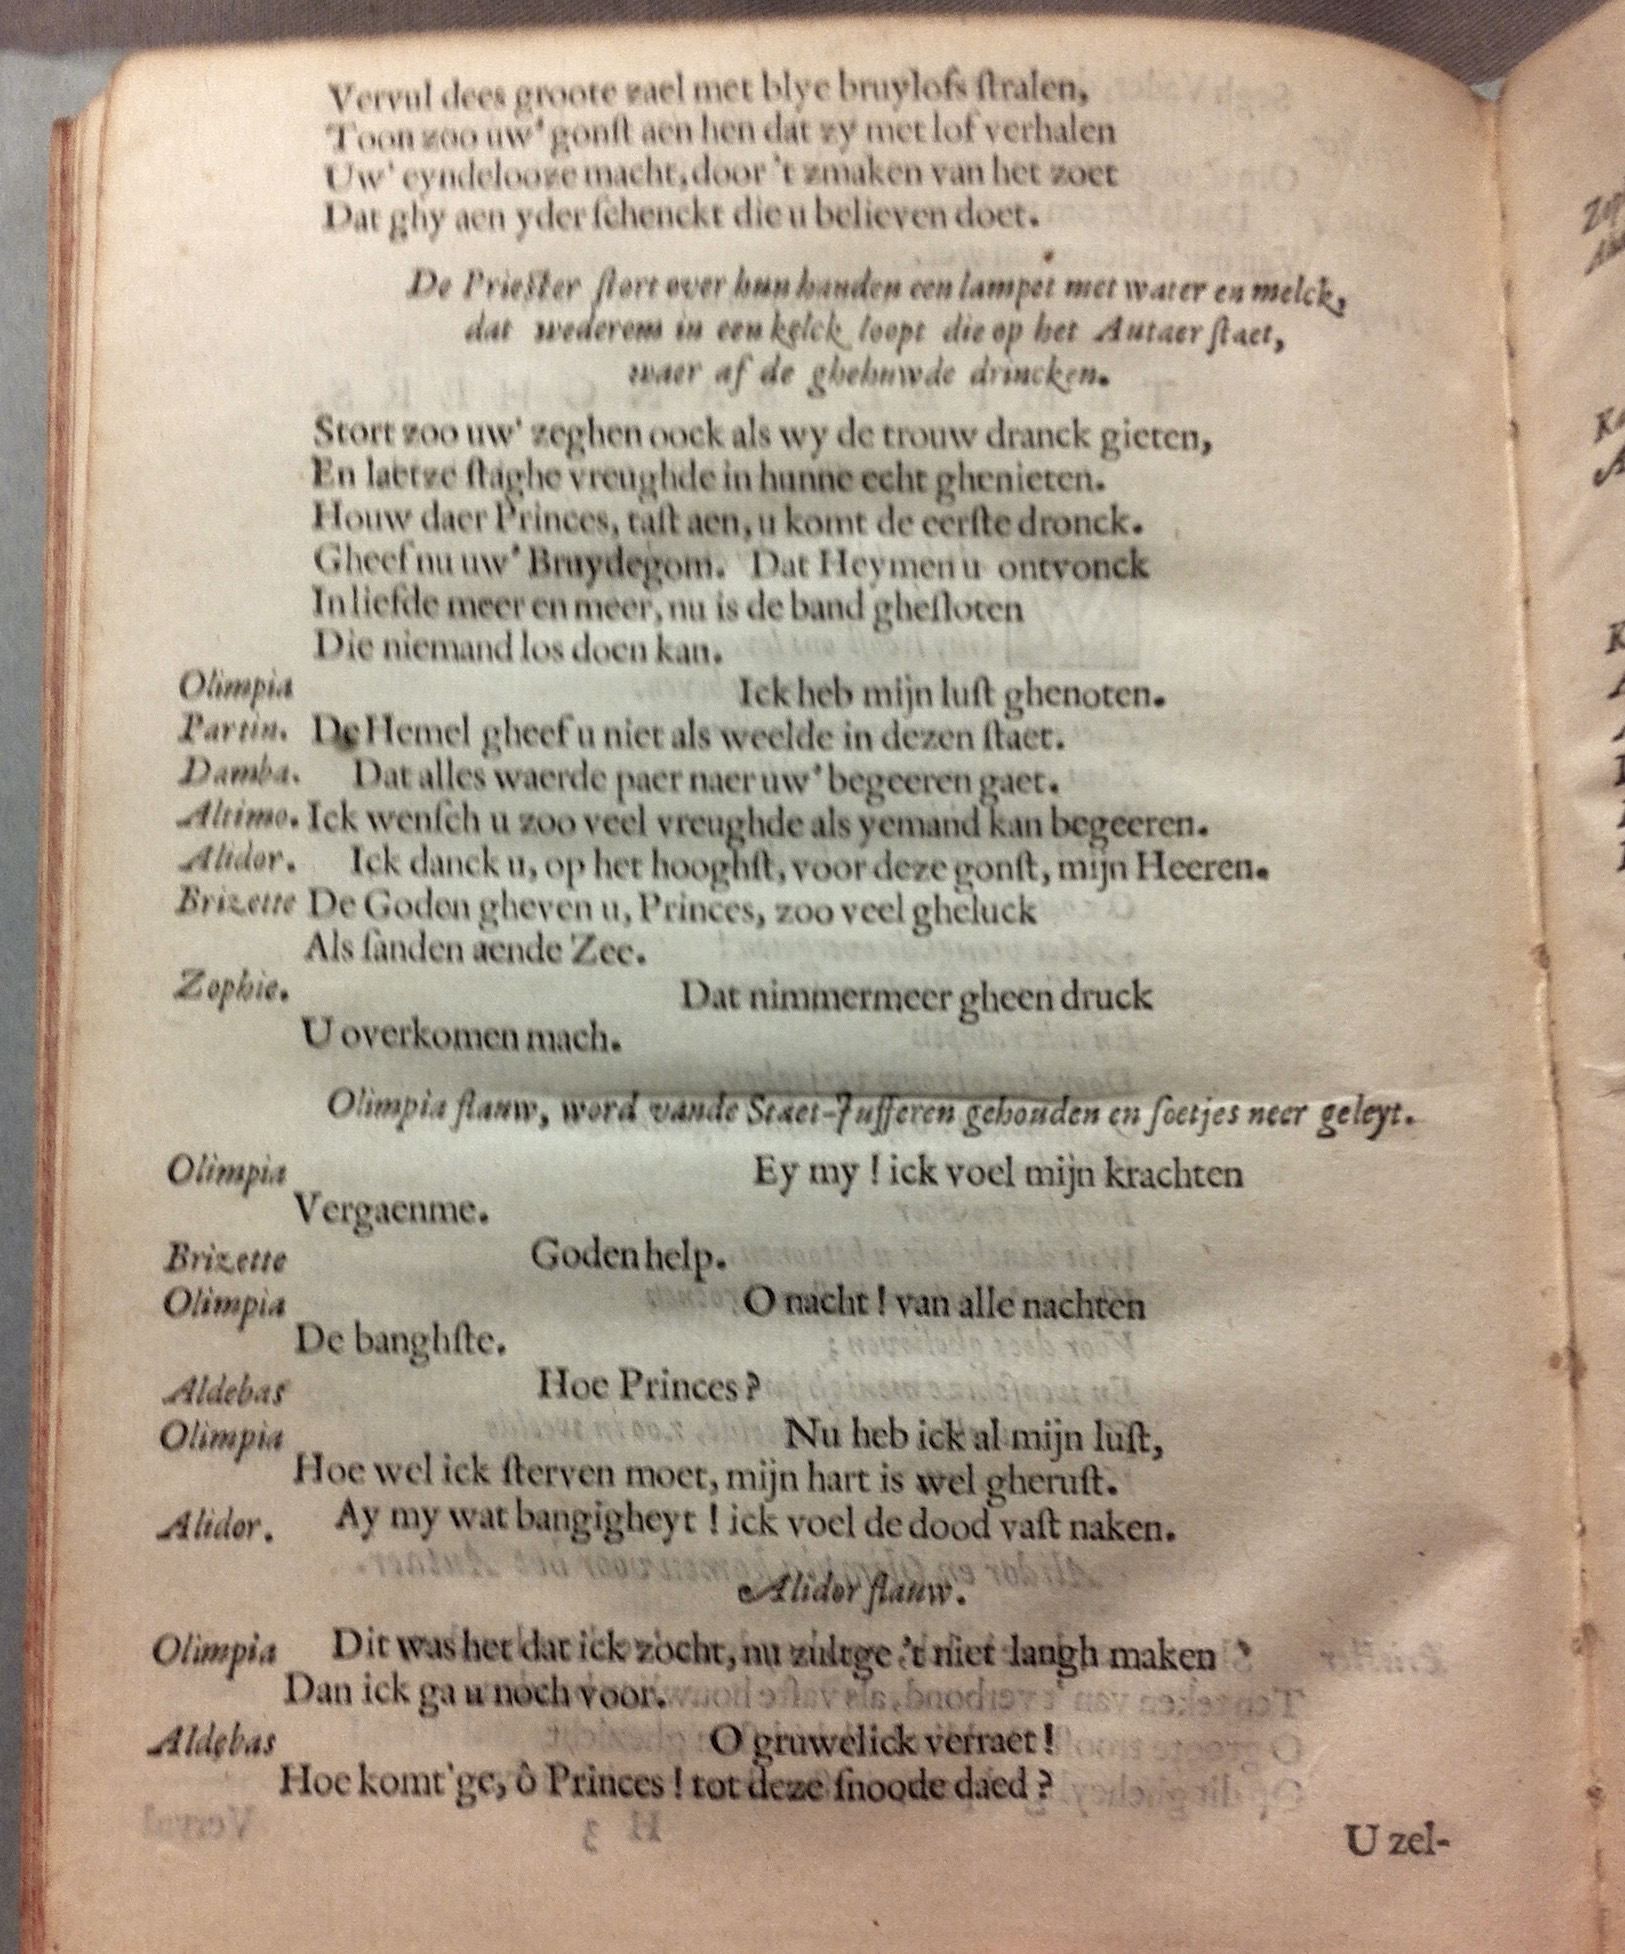 Vervul dees groote zael met blye bruylofs ſtralen,
Toon zoo uw' gonſt aen hen dat zy met lof verhalen
Uw' eyndelooze macht, door 't zmaken van het zoet
Dat ghy aen yder ſchenckt die u believen doet.
De Prieſter ſtort over hun handen een lampet met water en melck,
dat wederem in een kelck loopt die op het Autaer ſtaet,
waer af de ghehuwde drincken.
Stort zoo uw' zeghen oock als wy de trouw dranck gieten,
En laetze ſtaghe vreughde in hunne echt ghenieten.
Houw daer Princes, taſt aen, u komt de eerſte dronck.
Gheef nu uw' Bruydegom. Dat Heymen u ontvonck
In liefde meer en meer, nu is de band gheſloten
Die niemand los doen kan.
Olimpia Ick heb mijn luſt ghenoten.
Partin. De Hemel gheef u niet als weelde in dezen ſtaet.
Damba. Dat alles waerde paer naer uw' begeeren gaet.
Altimo. Ick wenſch u zoo veel vreughde als yemand kan begeeren.
Alidor. Ick danck u, op het hooghſt, voor deze gonſt, mijn Heeren.
Brizette De Goden gheven u, Princes, zoo veel gheluck
Als ſanden aende Zee.
Zophie. Dat nimmermeer gheen druck
U overkomen mach.
Olimpia flauw, word vande Staet-Jufferen gehouden en ſoetjes neer geleyt.
Olimpia Ey my ! ick voel mijn krachten
Vergaenme.
Brizette Goden help.
Olimpia O nacht ! van alle nachten
De banghſte.
Aldebas Hoe Princes ?
Olimpia Nu heb ick al mijn luſt,
Hoe wel ick ſterven moet, mijn hart is wel gheruſt.
Alidor. Ay my wat bangigheyt ! ick voel de dood vaſt naken.
Alidor flauw.
Olimpia Dit was het dat ick zocht, nu zultge 't niet langh maken
Dan ick ga u noch voor.
Aldebas O gruwelick verraet !
Hoe komt'ge, ô Princes ! tot deze ſnoode daed ?
U zel-